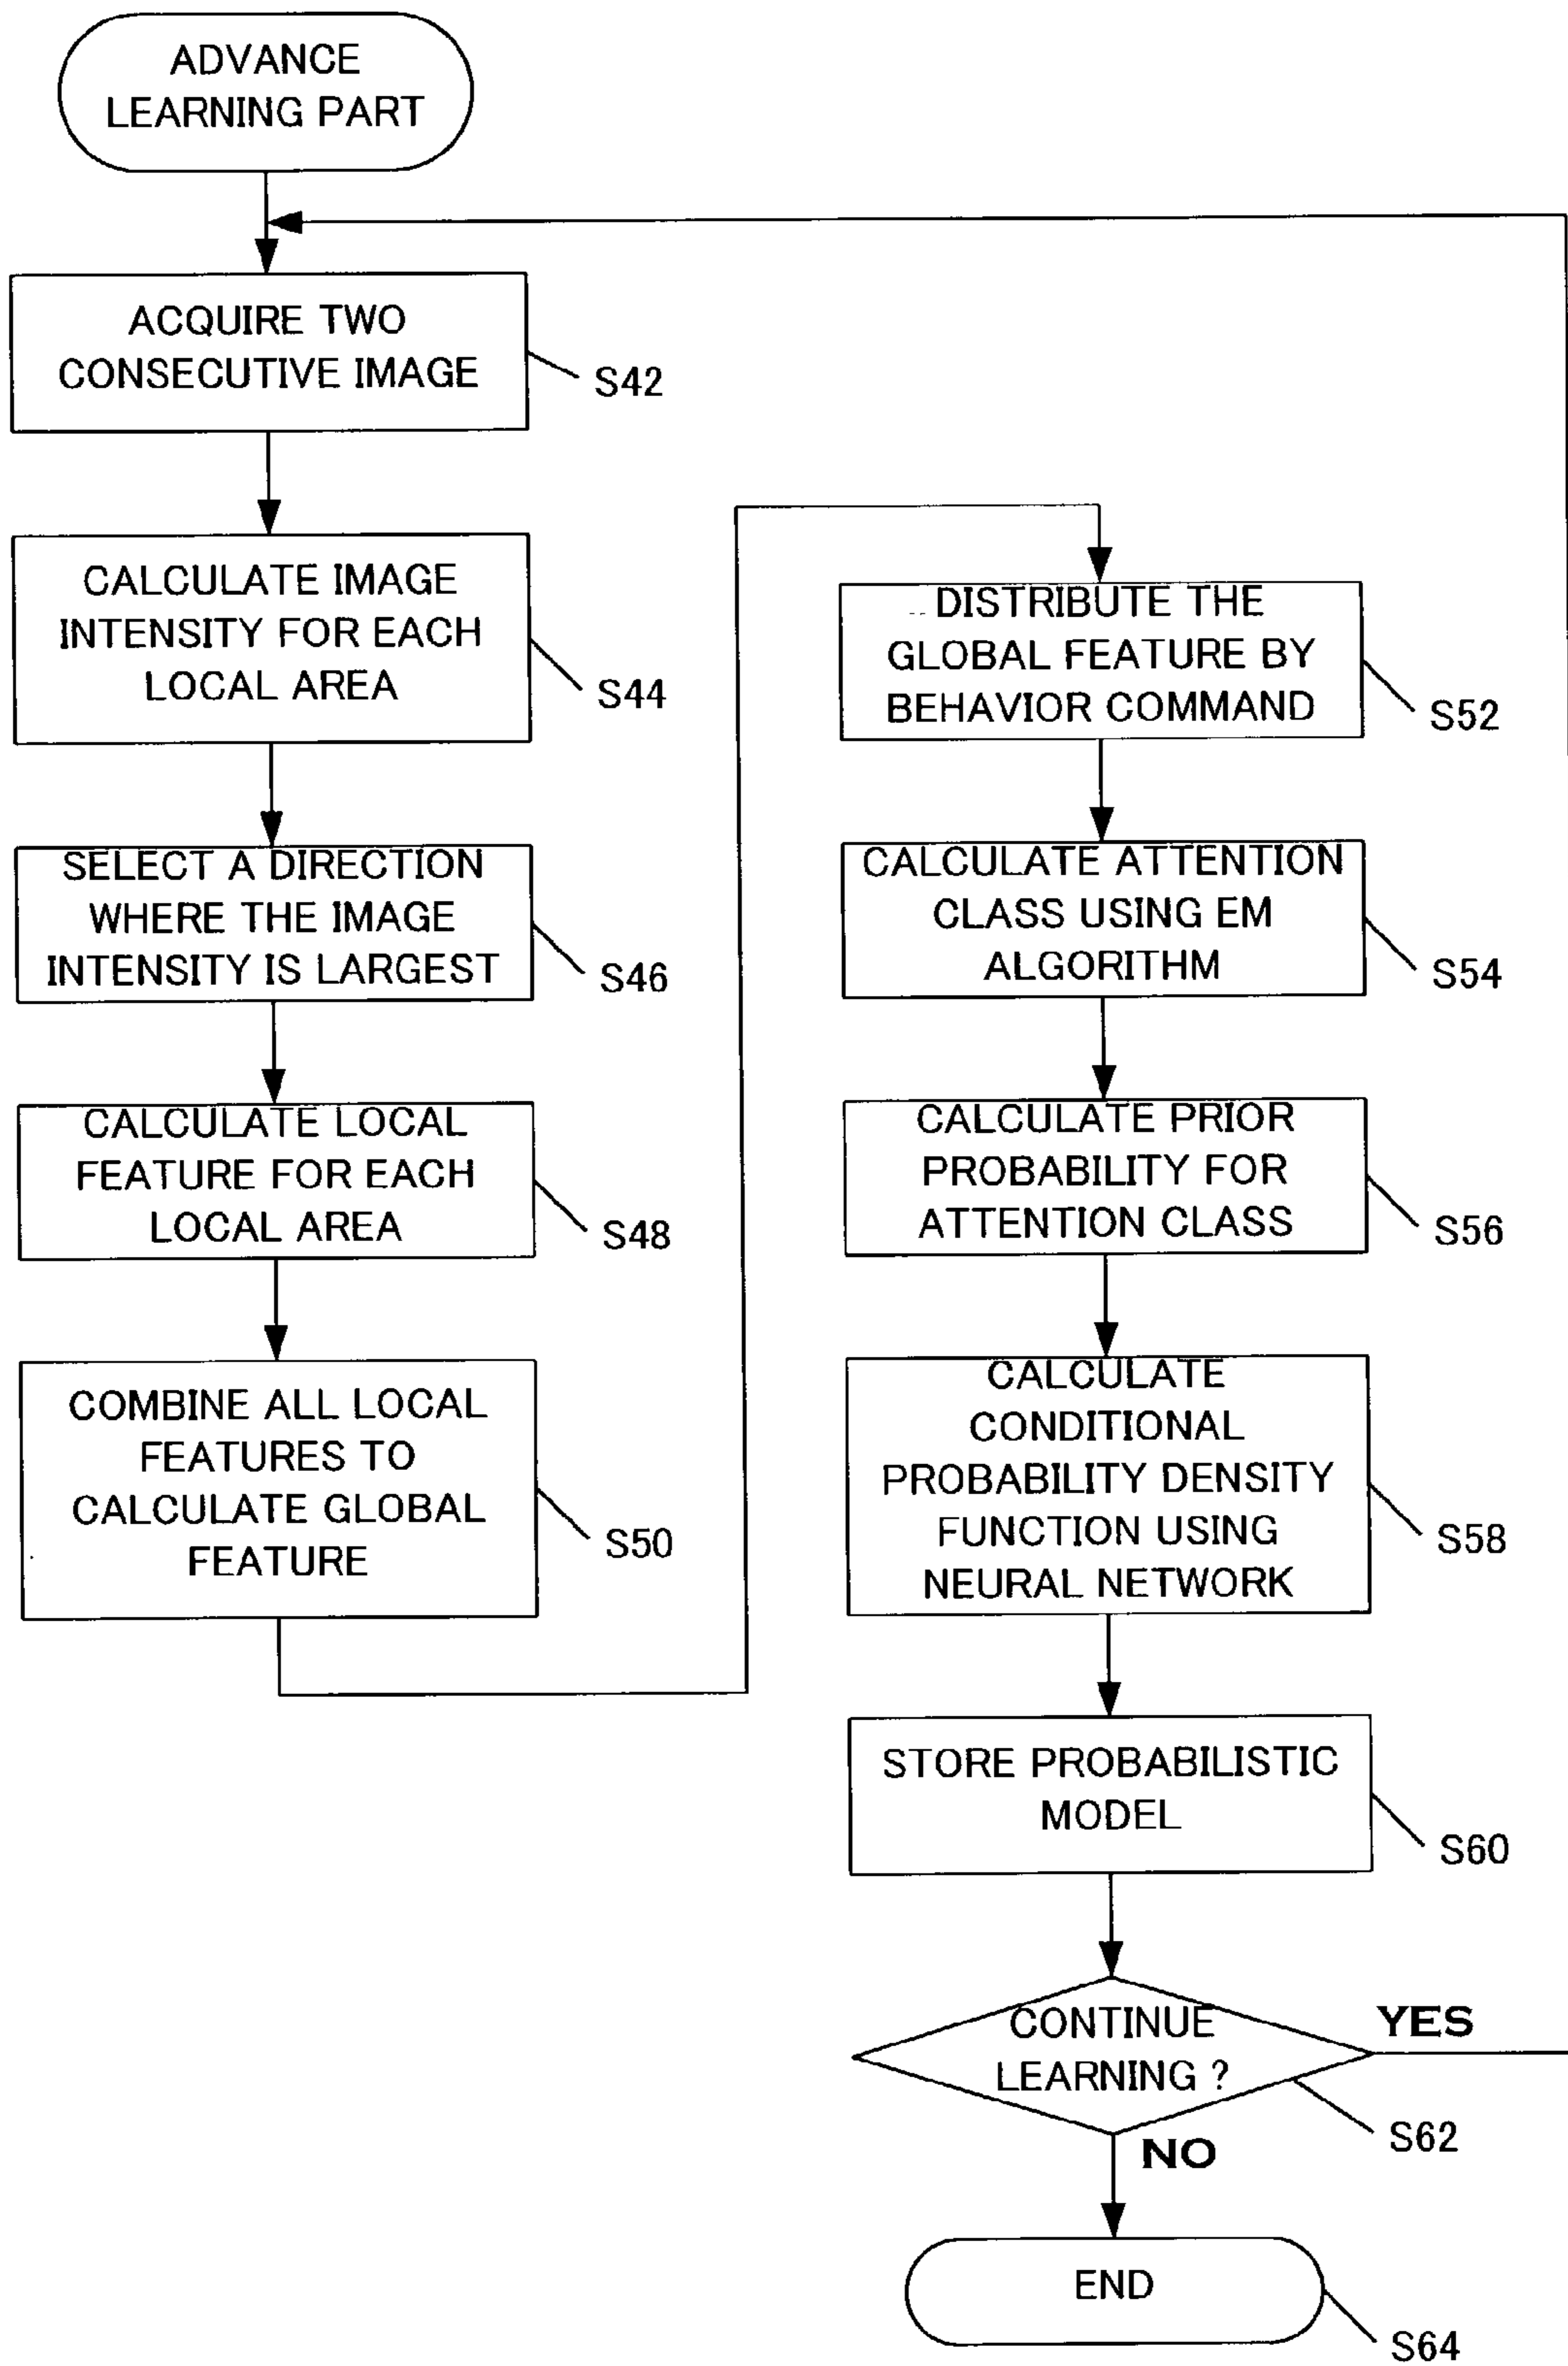 ADVANCE
LEARNING PART
ACQUIRE TWO
CONSECUTIVE IMAGE
S42
CALCULATE IMAGE
INTENSITY FOR EACH
LOCAL AREA
S44
SELECT A DIRECTION
WHERE THE IMAGE
INTENSITY IS LARGEST
S46
CALCULATE LOCAL
FEATURE FOR EACH
LOCAL AREA
S48
COMBINE ALL LOCAL
FEATURES TO
CALCULATE GLOBAL
FEATURE
S50
DISTRIBUTE THE
GLOBAL FEATURE BY
BEHAVIOR COMMAND
S52
CALCULATE ATTENTION
CLASS USING EM
ALGORITHM
S54
CALCULATE PRIOR
PROBABILITY FOR
ATTENTION CLASS
S56
CALCULATE
CONDITIONAL
PROBABILITY DENSITY
FUNCTION USING
NEURAL NETWORK
S58
STORE PROBABILISTIC
MODEL
S60
CONTINUE
LEARNING ?
YES
S62
NO
END
S64